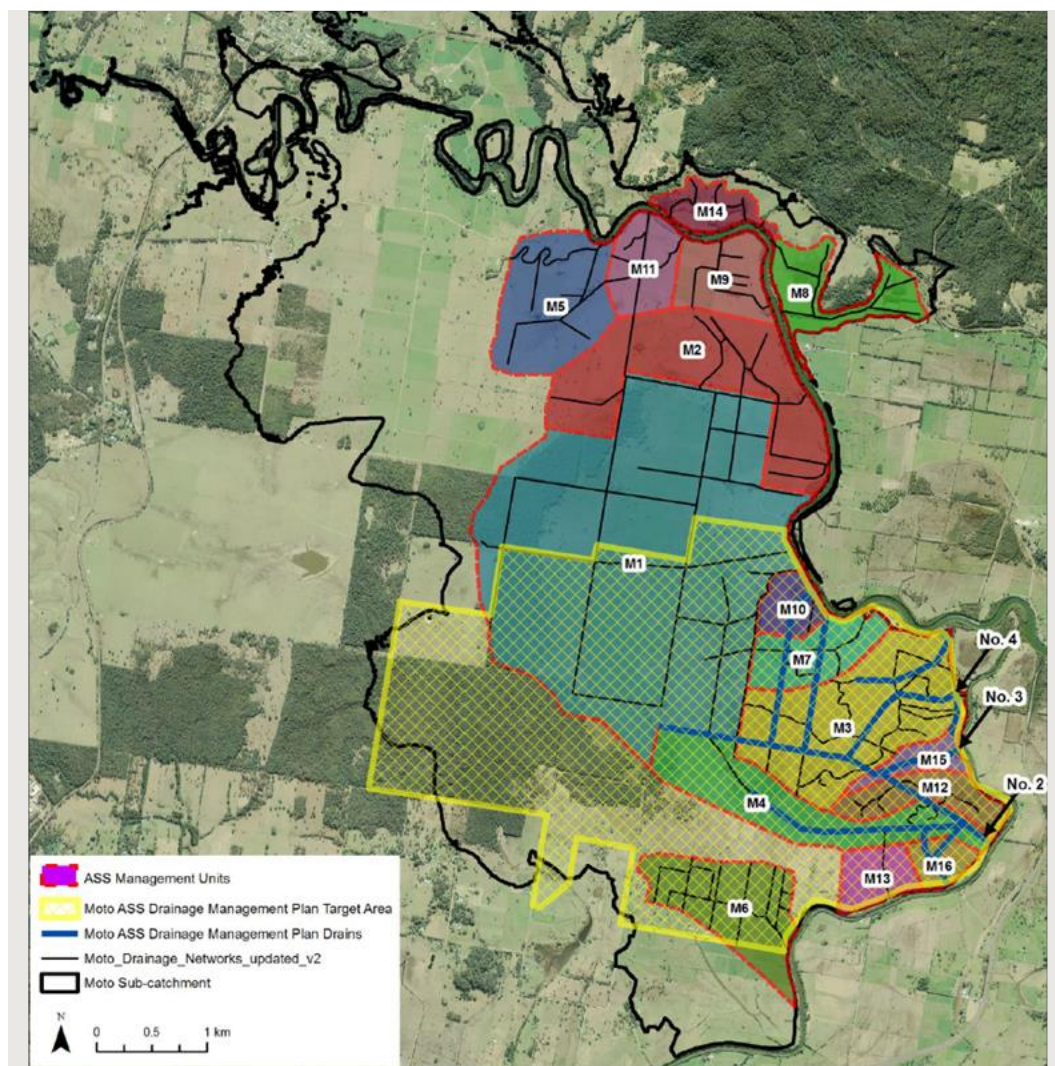 M14
M11
M9
M8
M5
M2
M1
M10
No. 4
M7
No. 3
M3
M15
No. 2
M12
M4
M16
M13
M6
ASS Management Units
Moto ASS Drainage Management Plan Target Area
Moto ASS Drainage Management Plan Drains
Moto_Drainage_Networks_updated_v2
Moto Sub-catchment
N
0 0.5 1 km